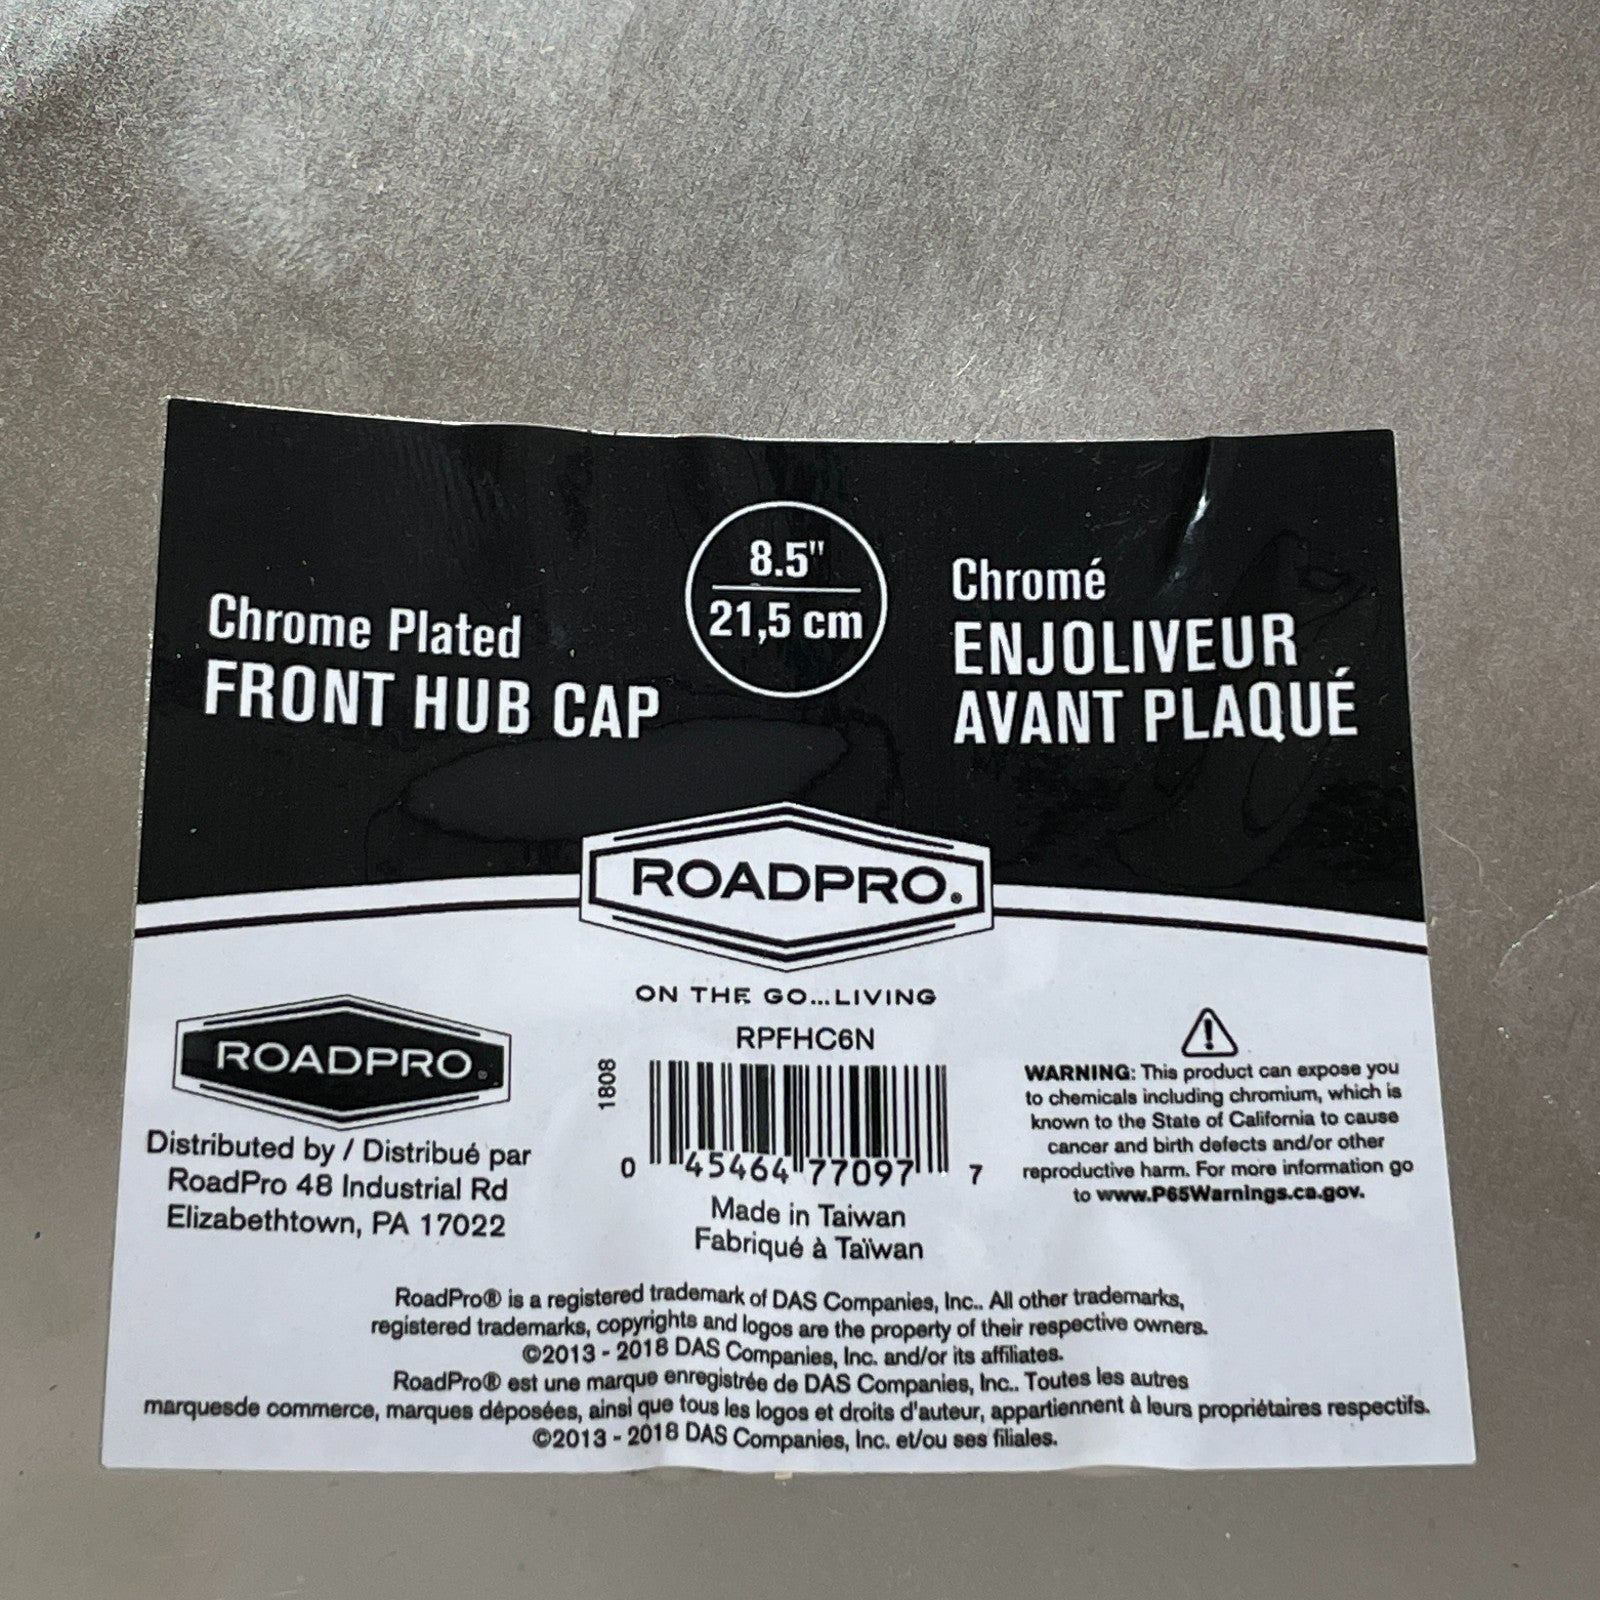 8.5"
21,5 cm
Chrome Plated
FRONT HUB CAP
Chromé
ENJOLIVEUR
AVANT PLAQUÉ
ROADPRO®
ON THE GO...LIVING
RPFHC6N
1808
0 45464 77097 7
Made in Taiwan
Fabriqué à Taïwan
ROADPRO®
Distributed by / Distribué par
RoadPro 48 Industrial Rd
Elizabethtown, PA 17022
WARNING: This product can expose you
to chemicals including chromium, which is
known to the State of California to cause
cancer and birth defects and/or other
reproductive harm. For more information go
to www.P65Warnings.ca.gov.
RoadPro® is a registered trademark of DAS Companies, Inc.. All other trademarks,
registered trademarks, copyrights and logos are the property of their respective owners.
©2013 - 2018 DAS Companies, Inc. and/or its affiliates.
RoadPro® est une marque enregistrée de DAS Companies, Inc.. Toutes les autres
marquesde commerce, marques déposées, ainsi que tous les logos et droits d'auteur, appartiennent à leurs propriétaires respectifs.
©2013 - 2018 DAS Companies, Inc. et/ou ses filiales.